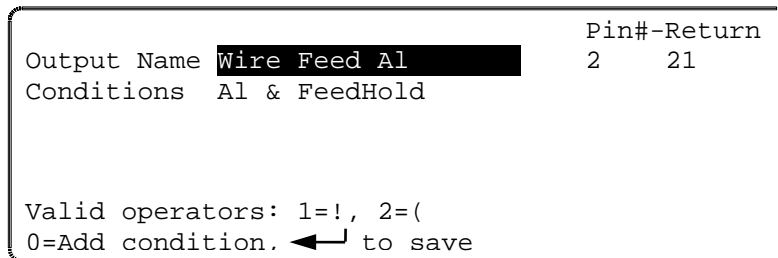 Pin#-Return
Output Name Wire Feed Al 2 21
Conditions Al & FeedHold
Valid operators: 1=!, 2=(
0=Add condition, to save